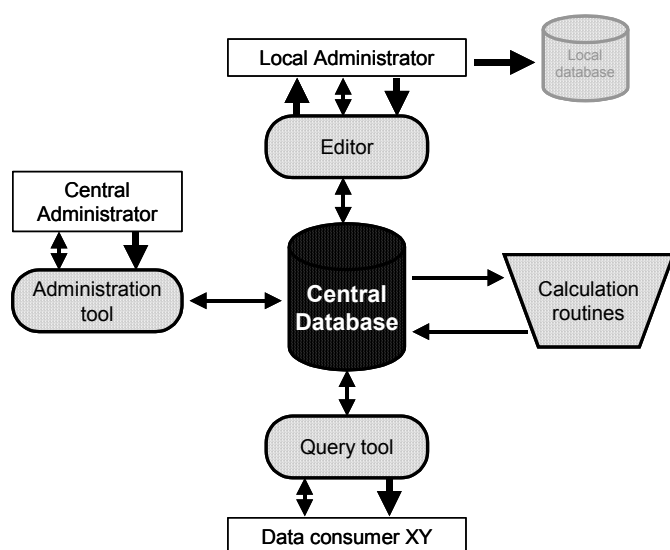 Local Administrator
Local
database
Editor
Central
Administrator
Administration
tool
Central
Database
Calculation
routines
Query tool
Data consumer XY